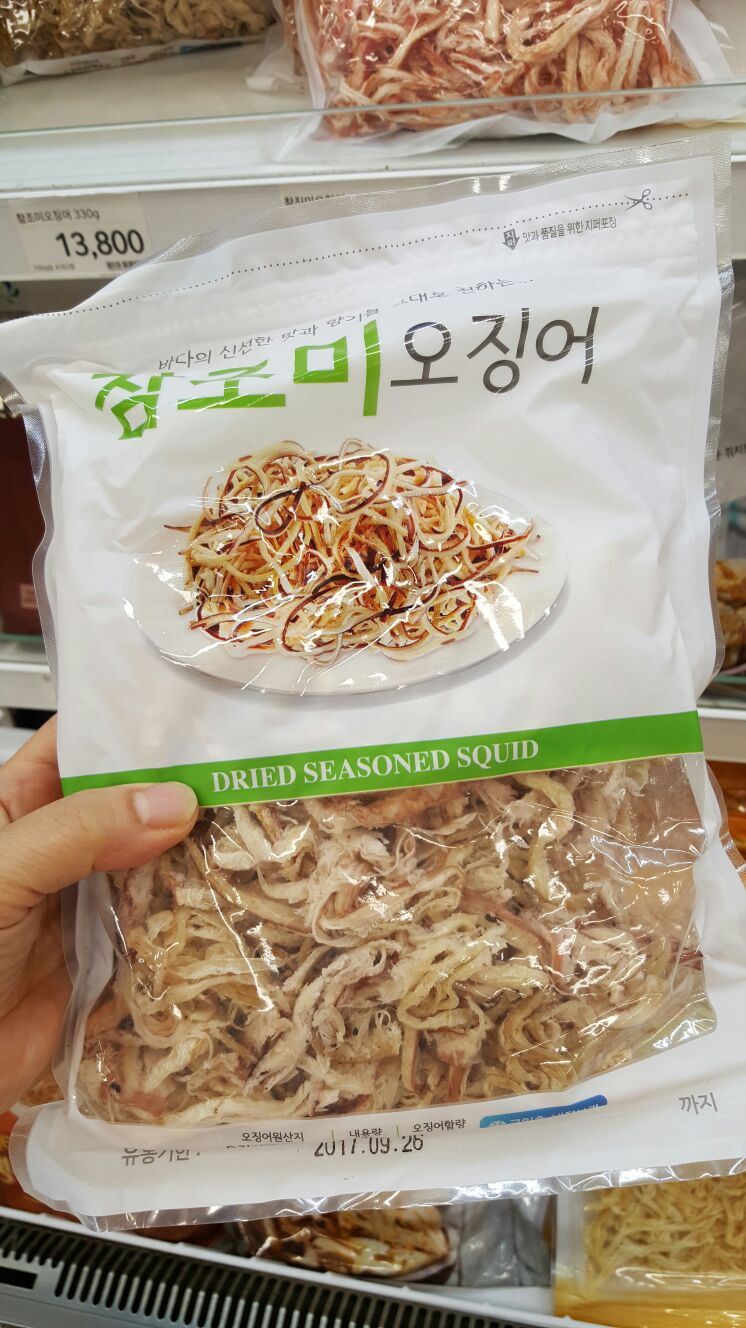 참조미오징어 330g
13,800
지퍼
맛과 품질을 위한 지퍼포장
바다의 신선한 맛과 향기를 그대로 전하는...
참조미오징어
DRIED SEASONED SQUID
오징어원산지 내용량 오징어함량
유통기한 : 2017.09.26 까지